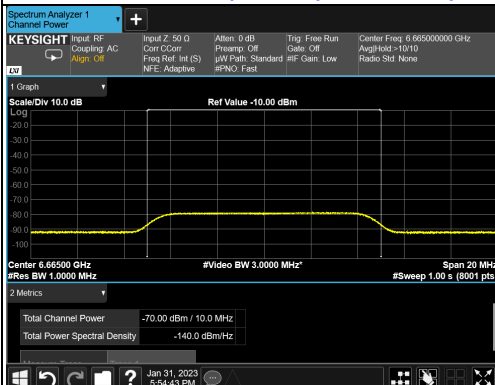 Spectrum Analyzer 1
Channel Power
KEYSIGHT Input: RF
Coupling: AC
Align: Off
Input Z: 50 Ω
Corr CCorr
Freq Ref: Int (S)
NFE: Adaptive
Atten: 0 dB
Preamp: Off
µW Path: Standard
#PNO: Fast
Trig: Free Run
Gate: Off
#IF Gain: Low
Center Freq: 6.665000000 GHz
Avg|Hold:>10/10
Radio Std: None
LXI
1 Graph
Scale/Div 10.0 dB
Ref Value -10.00 dBm
Log
-20.0
-30.0
-40.0
-50.0
-60.0
-70.0
-80.0
-90.0
-100
Center 6.66500 GHz
#Video BW 3.0000 MHz*
Span 20 MHz
#Res BW 1.0000 MHz
#Sweep 1.00 s (8001 pts
2 Metrics
Total Channel Power -70.00 dBm / 10.0 MHz
Total Power Spectral Density -140.0 dBm/Hz
Jan 31, 2023
5:54:43 PM